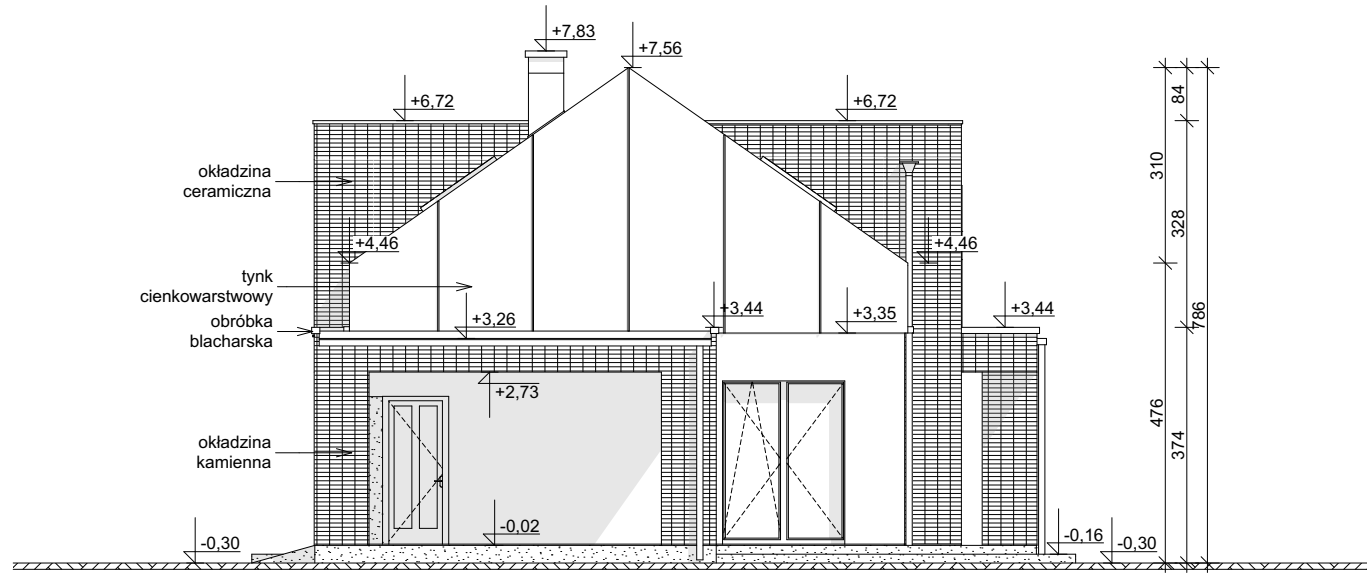 +7,83
+7,56
+6,72
+6,72
84
okładzina
ceramiczna
310
328
+4,46
+4,46
tynk
cienkowarstwowy
+3,26
+3,44
+3,35
+3,44
obróbka
blacharska
786
+2,73
476
374
okładzina
kamienna
-0,02
-0,30
-0,16
-0,30